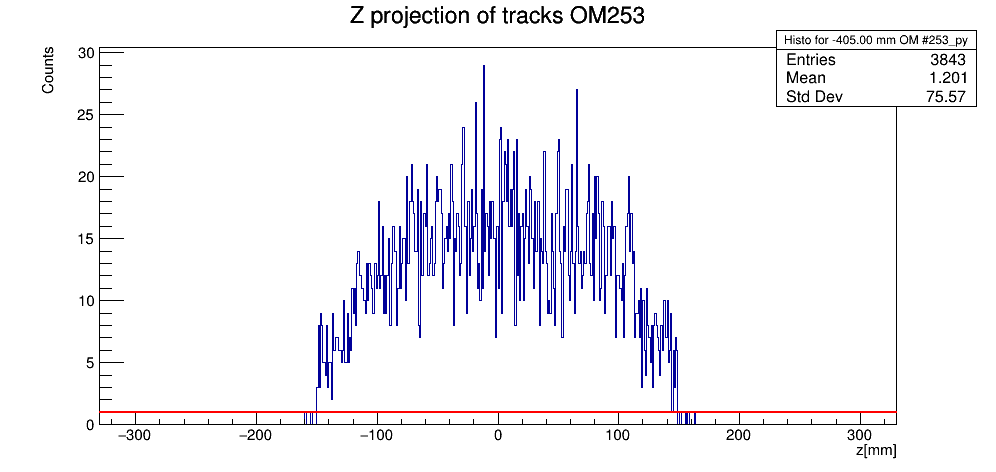 Z projection of tracks OM253
Histo for -405.00 mm OM #253_py
Entries 3843
Mean 1.201
Std Dev 75.57
Counts
30
25
20
15
10
5
0
−300 −200 −100 0 100 200 300
z[mm]